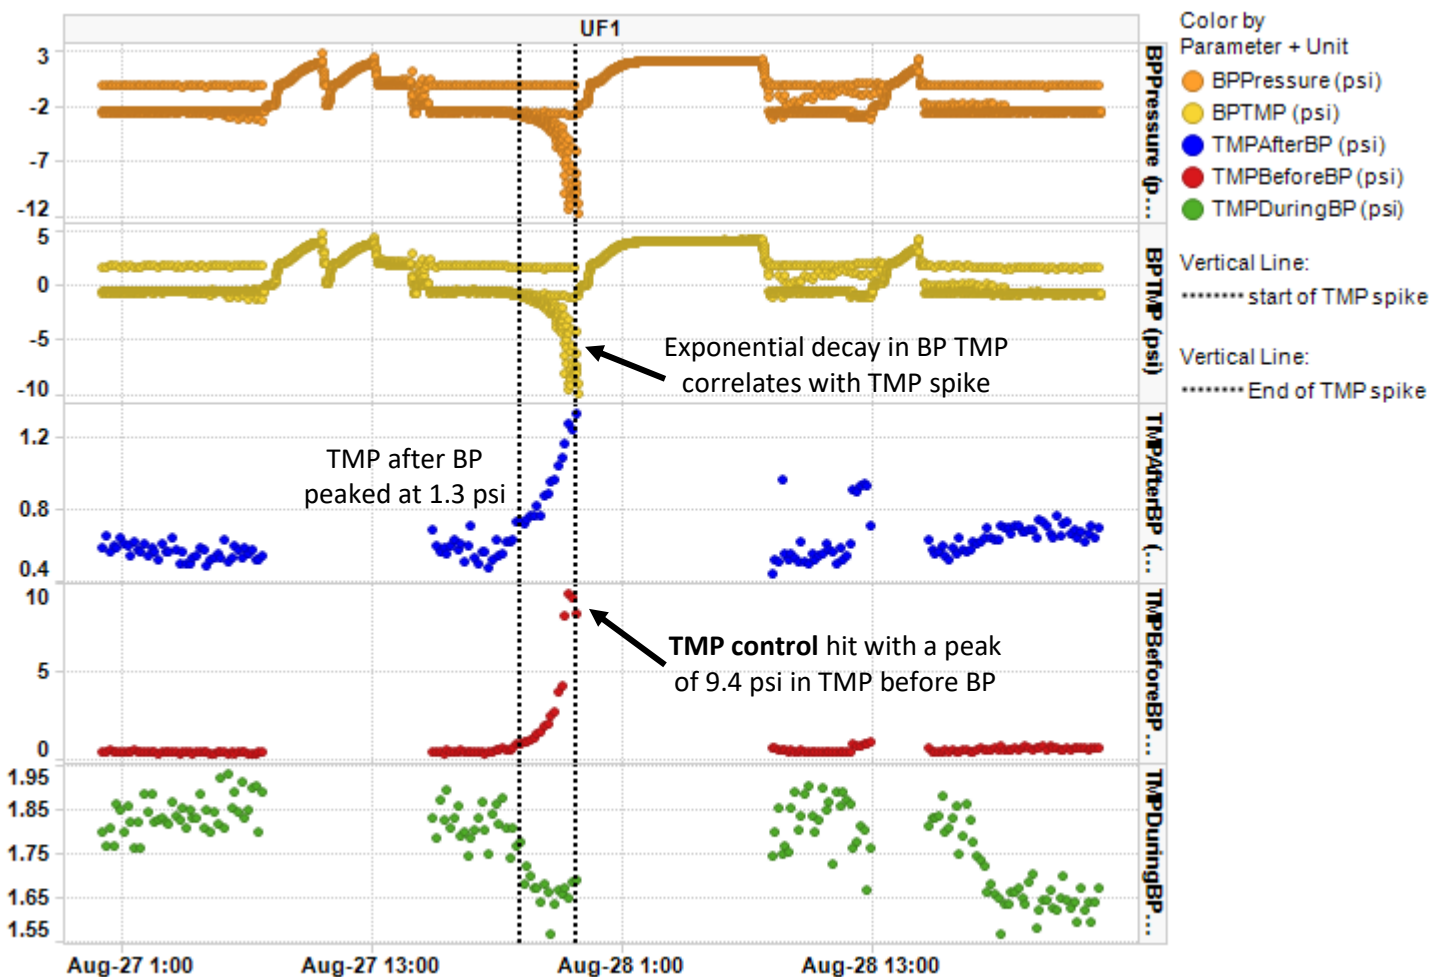 UF1
Color by
Parameter + Unit
BPPressure (psi)
BPTMP (psi)
TMPAfterBP (psi)
TMPBeforeBP (psi)
TMPDuringBP (psi)
Vertical Line:
start of TMP spike
Vertical Line:
End of TMP spike
3
-2
-7
-12
BPPressure (p...
5
0
-5
-10
BPTMP (psi)
Exponential decay in BP TMP
correlates with TMP spike
1.2
0.8
0.4
TMPAfterBP (...
TMP after BP
peaked at 1.3 psi
10
5
0
TMPBeforeBP ...
TMP control hit with a peak
of 9.4 psi in TMP before BP
1.95
1.85
1.75
1.65
1.55
TMPDuringBP ...
Aug-27 1:00
Aug-27 13:00
Aug-28 1:00
Aug-28 13:00